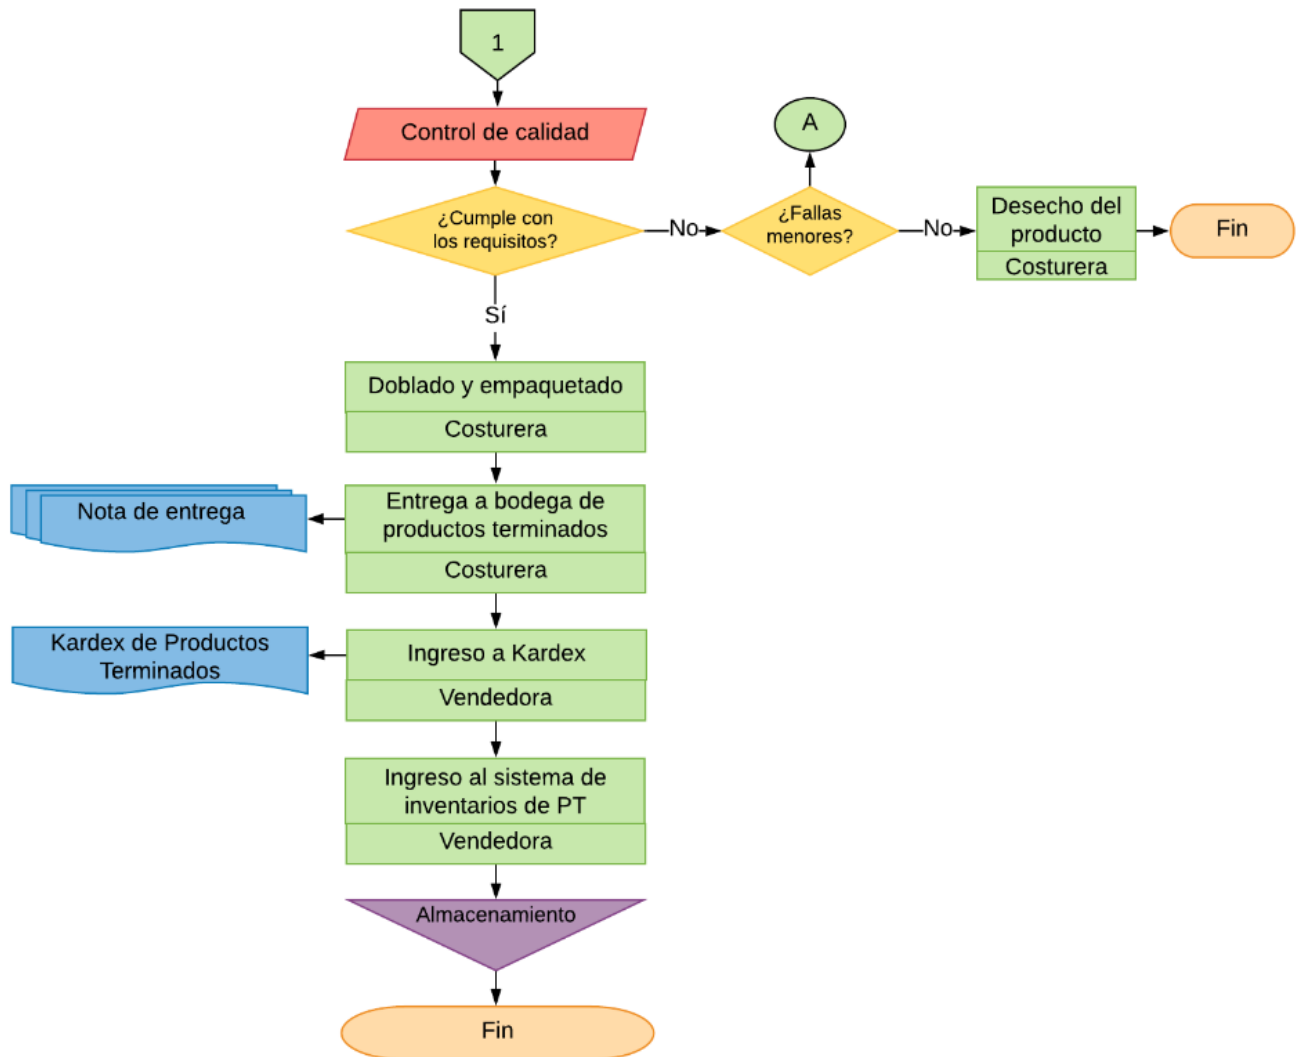 1
Control de calidad
A
¿Cumple con
los requisitos?
No
¿Fallas
menores?
No
Desecho del
producto
Costurera
Fin
Sí
Doblado y empaquetado
Costurera
Nota de entrega
Entrega a bodega de
productos terminados
Costurera
Kardex de Productos
Terminados
Ingreso a Kardex
Vendedora
Ingreso al sistema de
inventarios de PT
Vendedora
Almacenamiento
Fin